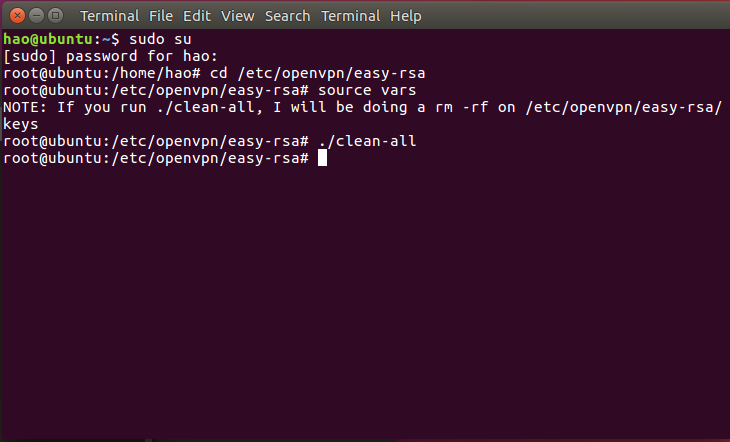 Terminal File Edit View Search Terminal Help
hao@ubuntu:~$ sudo su
[sudo] password for hao:
root@ubuntu:/home/hao# cd /etc/openvpn/easy-rsa
root@ubuntu:/etc/openvpn/easy-rsa# source vars
NOTE: If you run ./clean-all, I will be doing a rm -rf on /etc/openvpn/easy-rsa/
keys
root@ubuntu:/etc/openvpn/easy-rsa# ./clean-all
root@ubuntu:/etc/openvpn/easy-rsa#